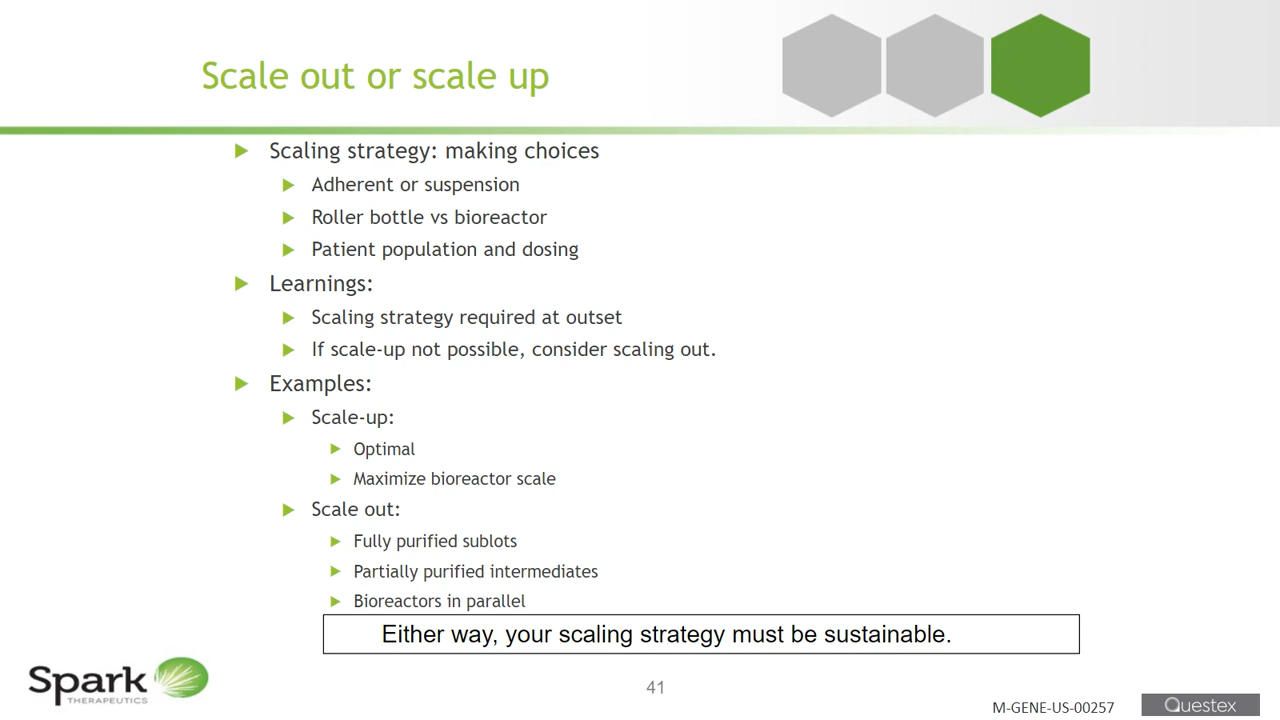 Scale out or scale up
Scaling strategy: making choices
Adherent or suspension
Roller bottle vs bioreactor
Patient population and dosing
Learnings:
Scaling strategy required at outset
If scale-up not possible, consider scaling out.
Examples:
Scale-up:
Optimal
Maximize bioreactor scale
Scale out:
Fully purified sublots
Partially purified intermediates
Bioreactors in parallel
Either way, your scaling strategy must be sustainable.
Spark
THERAPEUTICS
41
M-GENE-US-00257
Questex